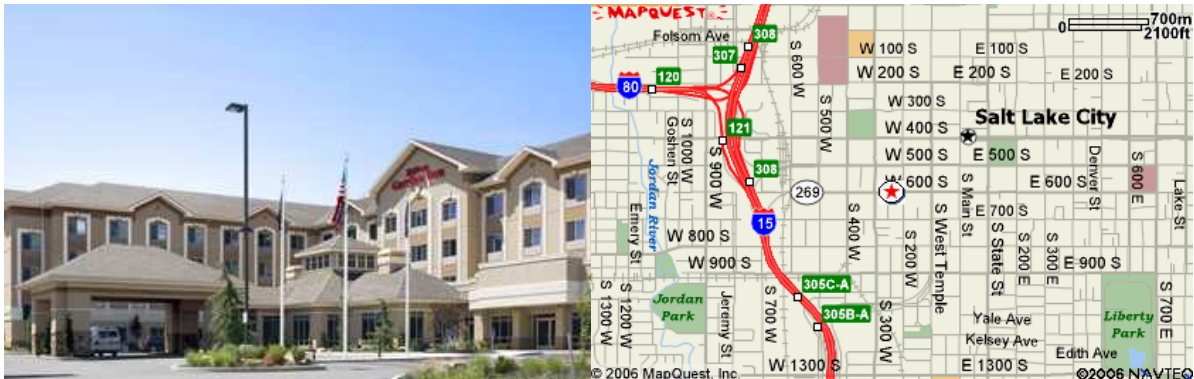 Hilton
Garden Inn
MAPQUEST
700m
0 2100ft
Folsom Ave
308
307
S 600 W
W 100 S
E 100 S
120
80
W 200 S
E 200 S
E 200 S
S 500 W
W 300 S
Salt Lake City
121
W 400 S
S 1000 W
Goshen St
S 900 W
W 500 S
E 500 S
Denver St
S 600 E
308
W 600 S
E 600 S
Lake St
269
Jordan River
S Main St
E 700 S
15
S 400 W
Emery St
W 800 S
S 200 W
S West Temple
S State St
S 200 E
S 300 E
W 900 S
E 900 S
305C-A
S 1300 W
S 1200 W
Jordan
Park
Jeremy St
S 700 W
305B-A
S 300 W
Yale Ave
Liberty
Park
S 700 E
Kelsey Ave
Edith Ave
W 1300 S
E 1300 S
© 2006 MapQuest, Inc.
©2006 NAVTEQ